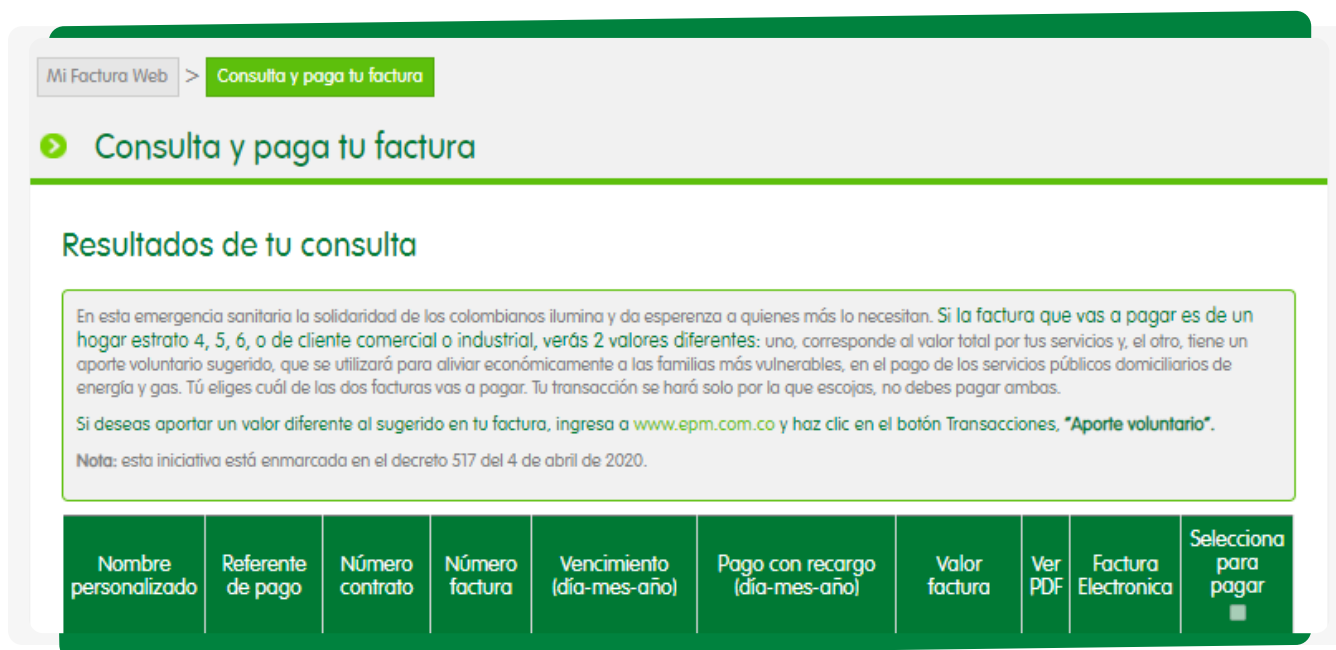 Mi Factura Web > Consulta y paga tu factura
Consulta y paga tu factura
Resultados de tu consulta
En esta emergencia sanitaria la solidaridad de los colombianos ilumina y da esperenza a quienes más lo necesitan. Si la factura que vas a pagar es de un
hogar estrato 4, 5, 6, o de cliente comercial o industrial, verás 2 valores diferentes: uno, corresponde al valor total por tus servicios y, el otro, tiene un
aporte voluntario sugerido, que se utilizará para aliviar económicamente a las familias más vulnerables, en el pago de los servicios públicos domiciliarios de
energía y gas. Tú eliges cuál de las dos facturas vas a pagar. Tu transacción se hará solo por la que escojas, no debes pagar ambas.
Si deseas aportar un valor diferente al sugerido en tu factura, ingresa a www.epm.com.co y haz clic en el botón Transacciones, "Aporte voluntario".
Nota: esta iniciativa está enmarcada en el decreto 517 del 4 de abril de 2020.
Nombre personalizado
Referente de pago
Número contrato
Número factura
Vencimiento (día-mes-año)
Pago con recargo (día-mes-año)
Valor factura
Ver PDF
Factura Electronica
Selecciona para pagar